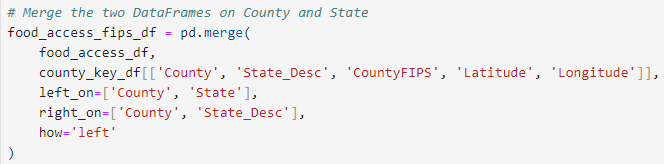 # Merge the two DataFrames on County and State
food_access_fips_df = pd.merge(
    food_access_df,
    county_key_df[['County', 'State_Desc', 'CountyFIPS', 'Latitude', 'Longitude']],
    left_on=['County', 'State'],
    right_on=['County', 'State_Desc'],
    how='left'
)